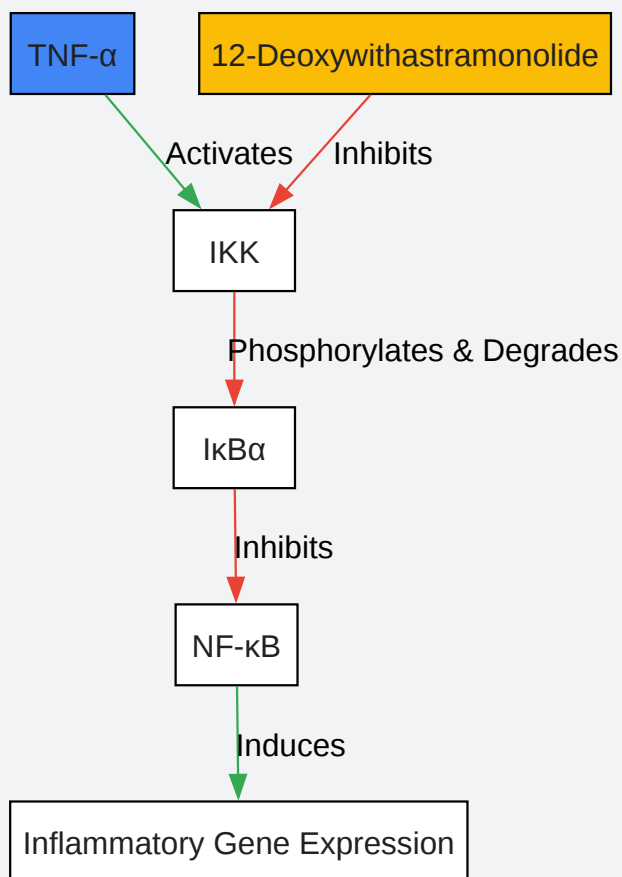 TNF-α
12-Deoxywithastramonolide
Activates
Inhibits
IKK
Phosphorylates & Degrades
IκBα
Inhibits
NF-κB
Induces
Inflammatory Gene Expression